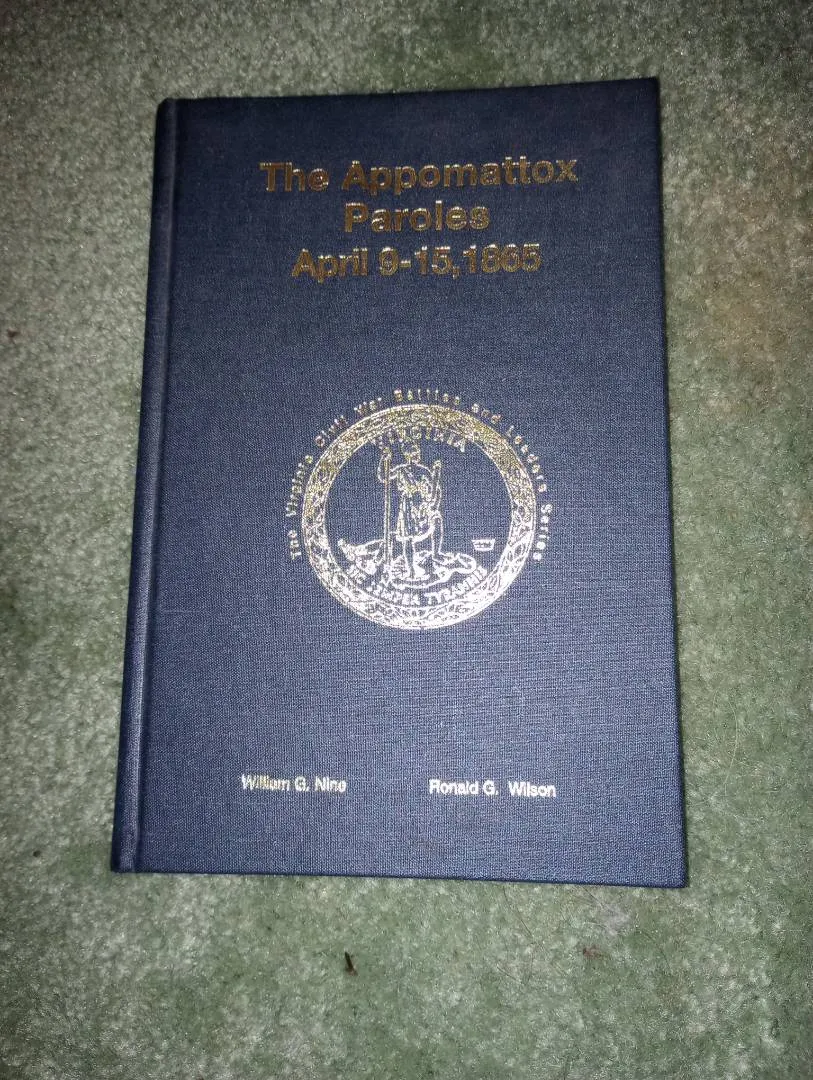 The Appomattox
Paroles
April 9-15, 1865
The Virginia Civil War Battles and Leaders Series
VIRGINIA
SIC SEMPER TYRANNIS
William G. Nine
Ronald G. Wilson